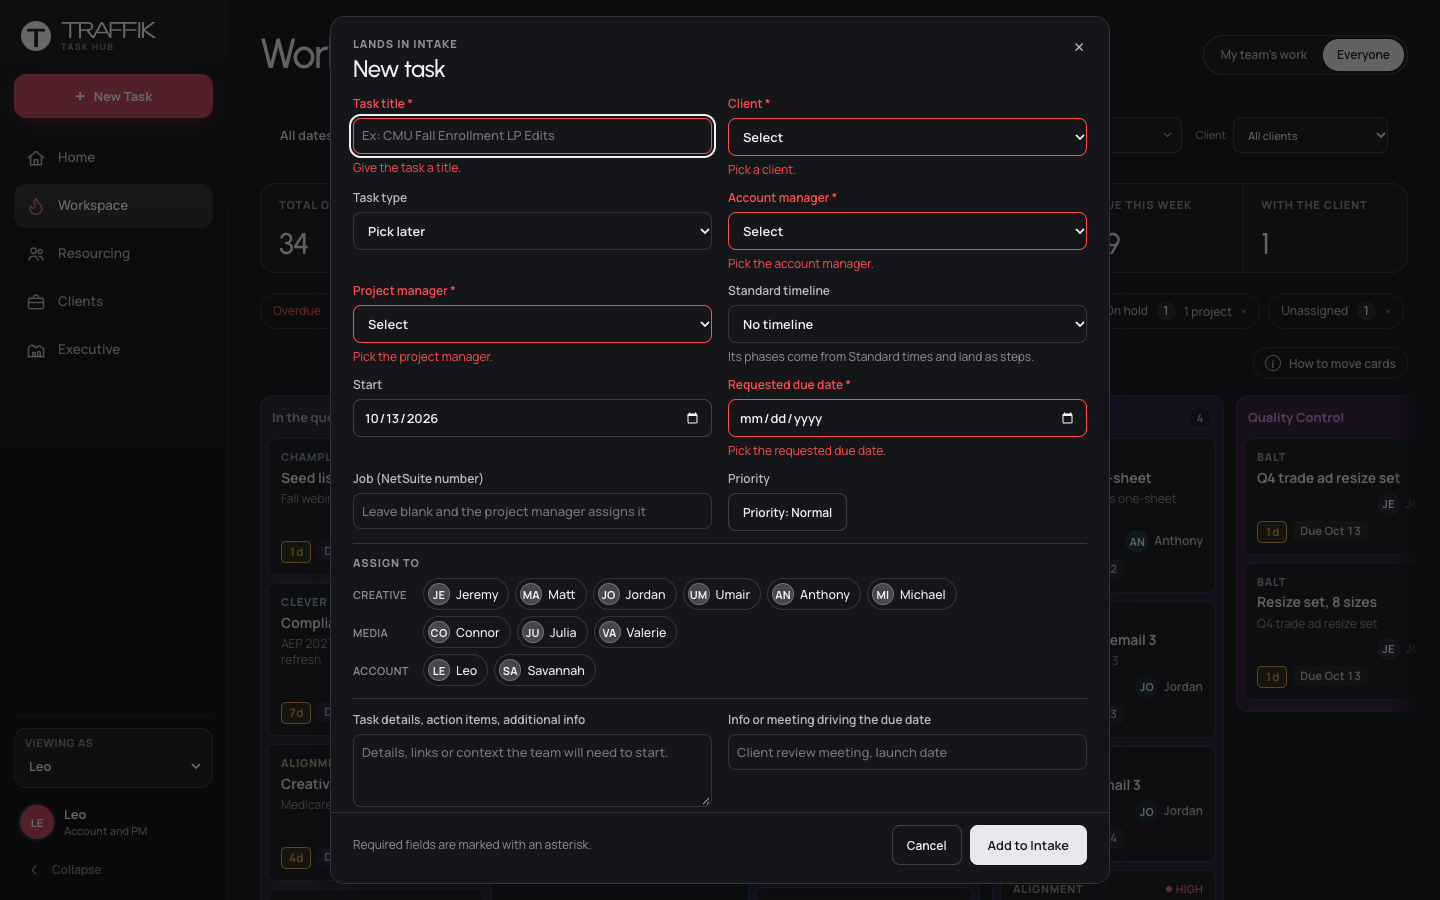 TRAFFIK
TASK HUB
+ New Task
Home
Workspace
Resourcing
Clients
Executive
VIEWING AS
Leo
LE
Leo
Account and PM
Collapse
My team's work
Everyone
All dates
Client
All clients
34
WITH THE CLIENT
1
Overdue
1
1 project
Unassigned
1
How to move cards
1d
7d
4d
4
AN
Anthony
JO
Jordan
JO
Jordan
ALIGNMENT
HIGH
Quality Control
BALT
Q4 trade ad resize set
JE
1d
Due Oct 13
BALT
Resize set, 8 sizes
Q4 trade ad resize set
JE
1d
Due Oct 13
LANDS IN INTAKE
New task
×
Task title *
Ex: CMU Fall Enrollment LP Edits
Give the task a title.
Client *
Select
Pick a client.
Task type
Pick later
Account manager *
Select
Pick the account manager.
Project manager *
Select
Pick the project manager.
Standard timeline
No timeline
Its phases come from Standard times and land as steps.
Start
10/13/2026
Requested due date *
mm/dd/yyyy
Pick the requested due date.
Job (NetSuite number)
Leave blank and the project manager assigns it
Priority
Priority: Normal
ASSIGN TO
CREATIVE
JE Jeremy
MA Matt
JO Jordan
UM Umair
AN Anthony
MI Michael
MEDIA
CO Connor
JU Julia
VA Valerie
ACCOUNT
LE Leo
SA Savannah
Task details, action items, additional info
Details, links or context the team will need to start.
Info or meeting driving the due date
Client review meeting, launch date
Required fields are marked with an asterisk.
Cancel
Add to Intake